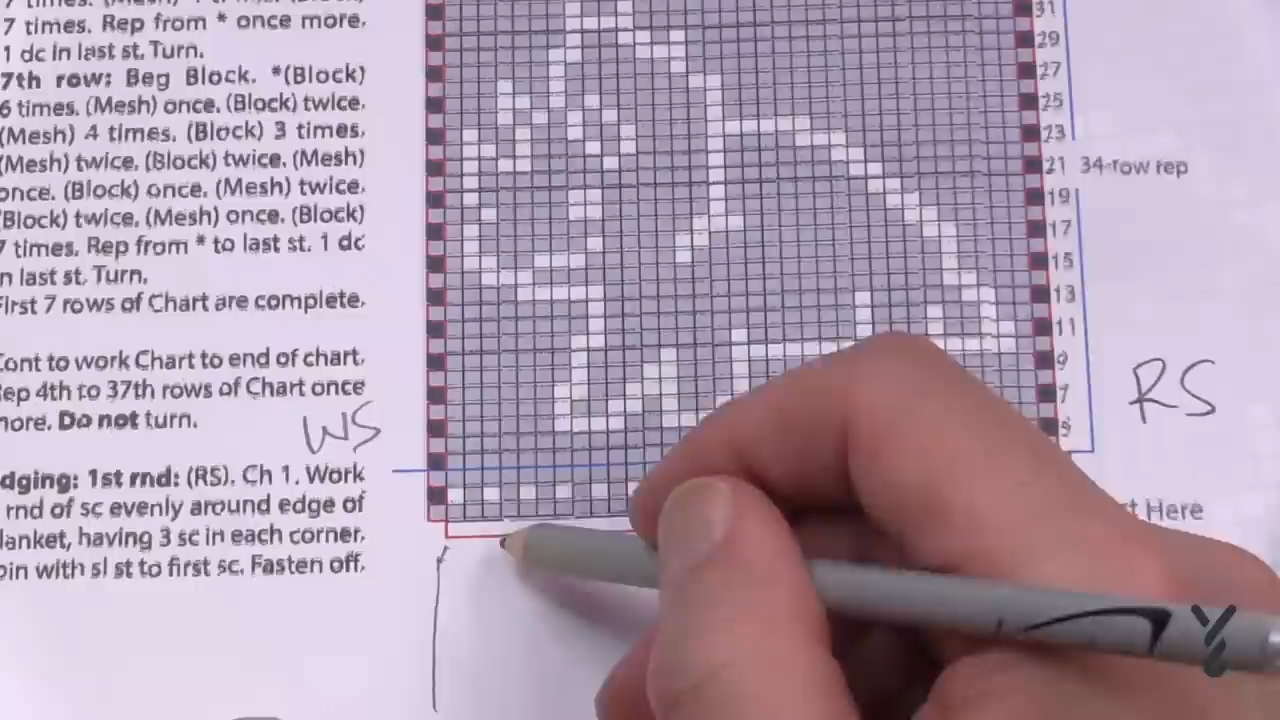 7 times. Rep from * once more.
1 dc in last st. Turn.
7th row: Beg Block. *(Block)
6 times. (Mesh) once. (Block) twice.
(Mesh) 4 times. (Block) 3 times.
(Mesh) twice. (Block) twice. (Mesh)
once. (Block) once. (Mesh) twice.
(Block) twice. (Mesh) once. (Block)
7 times. Rep from * to last st. 1 dc
n last st. Turn.
First 7 rows of Chart are complete.
Cont to work Chart to end of chart.
Rep 4th to 37th rows of Chart once
more. Do not turn.
dging: 1st rnd: (RS). Ch 1. Work
rnd of sc evenly around edge of
lanket, having 3 sc in each corner.
oin with sl st to first sc. Fasten off.
WS
31
29
27
25
23
21 34-row rep
19
17
15
13
11
9
7
5
RS
t Here